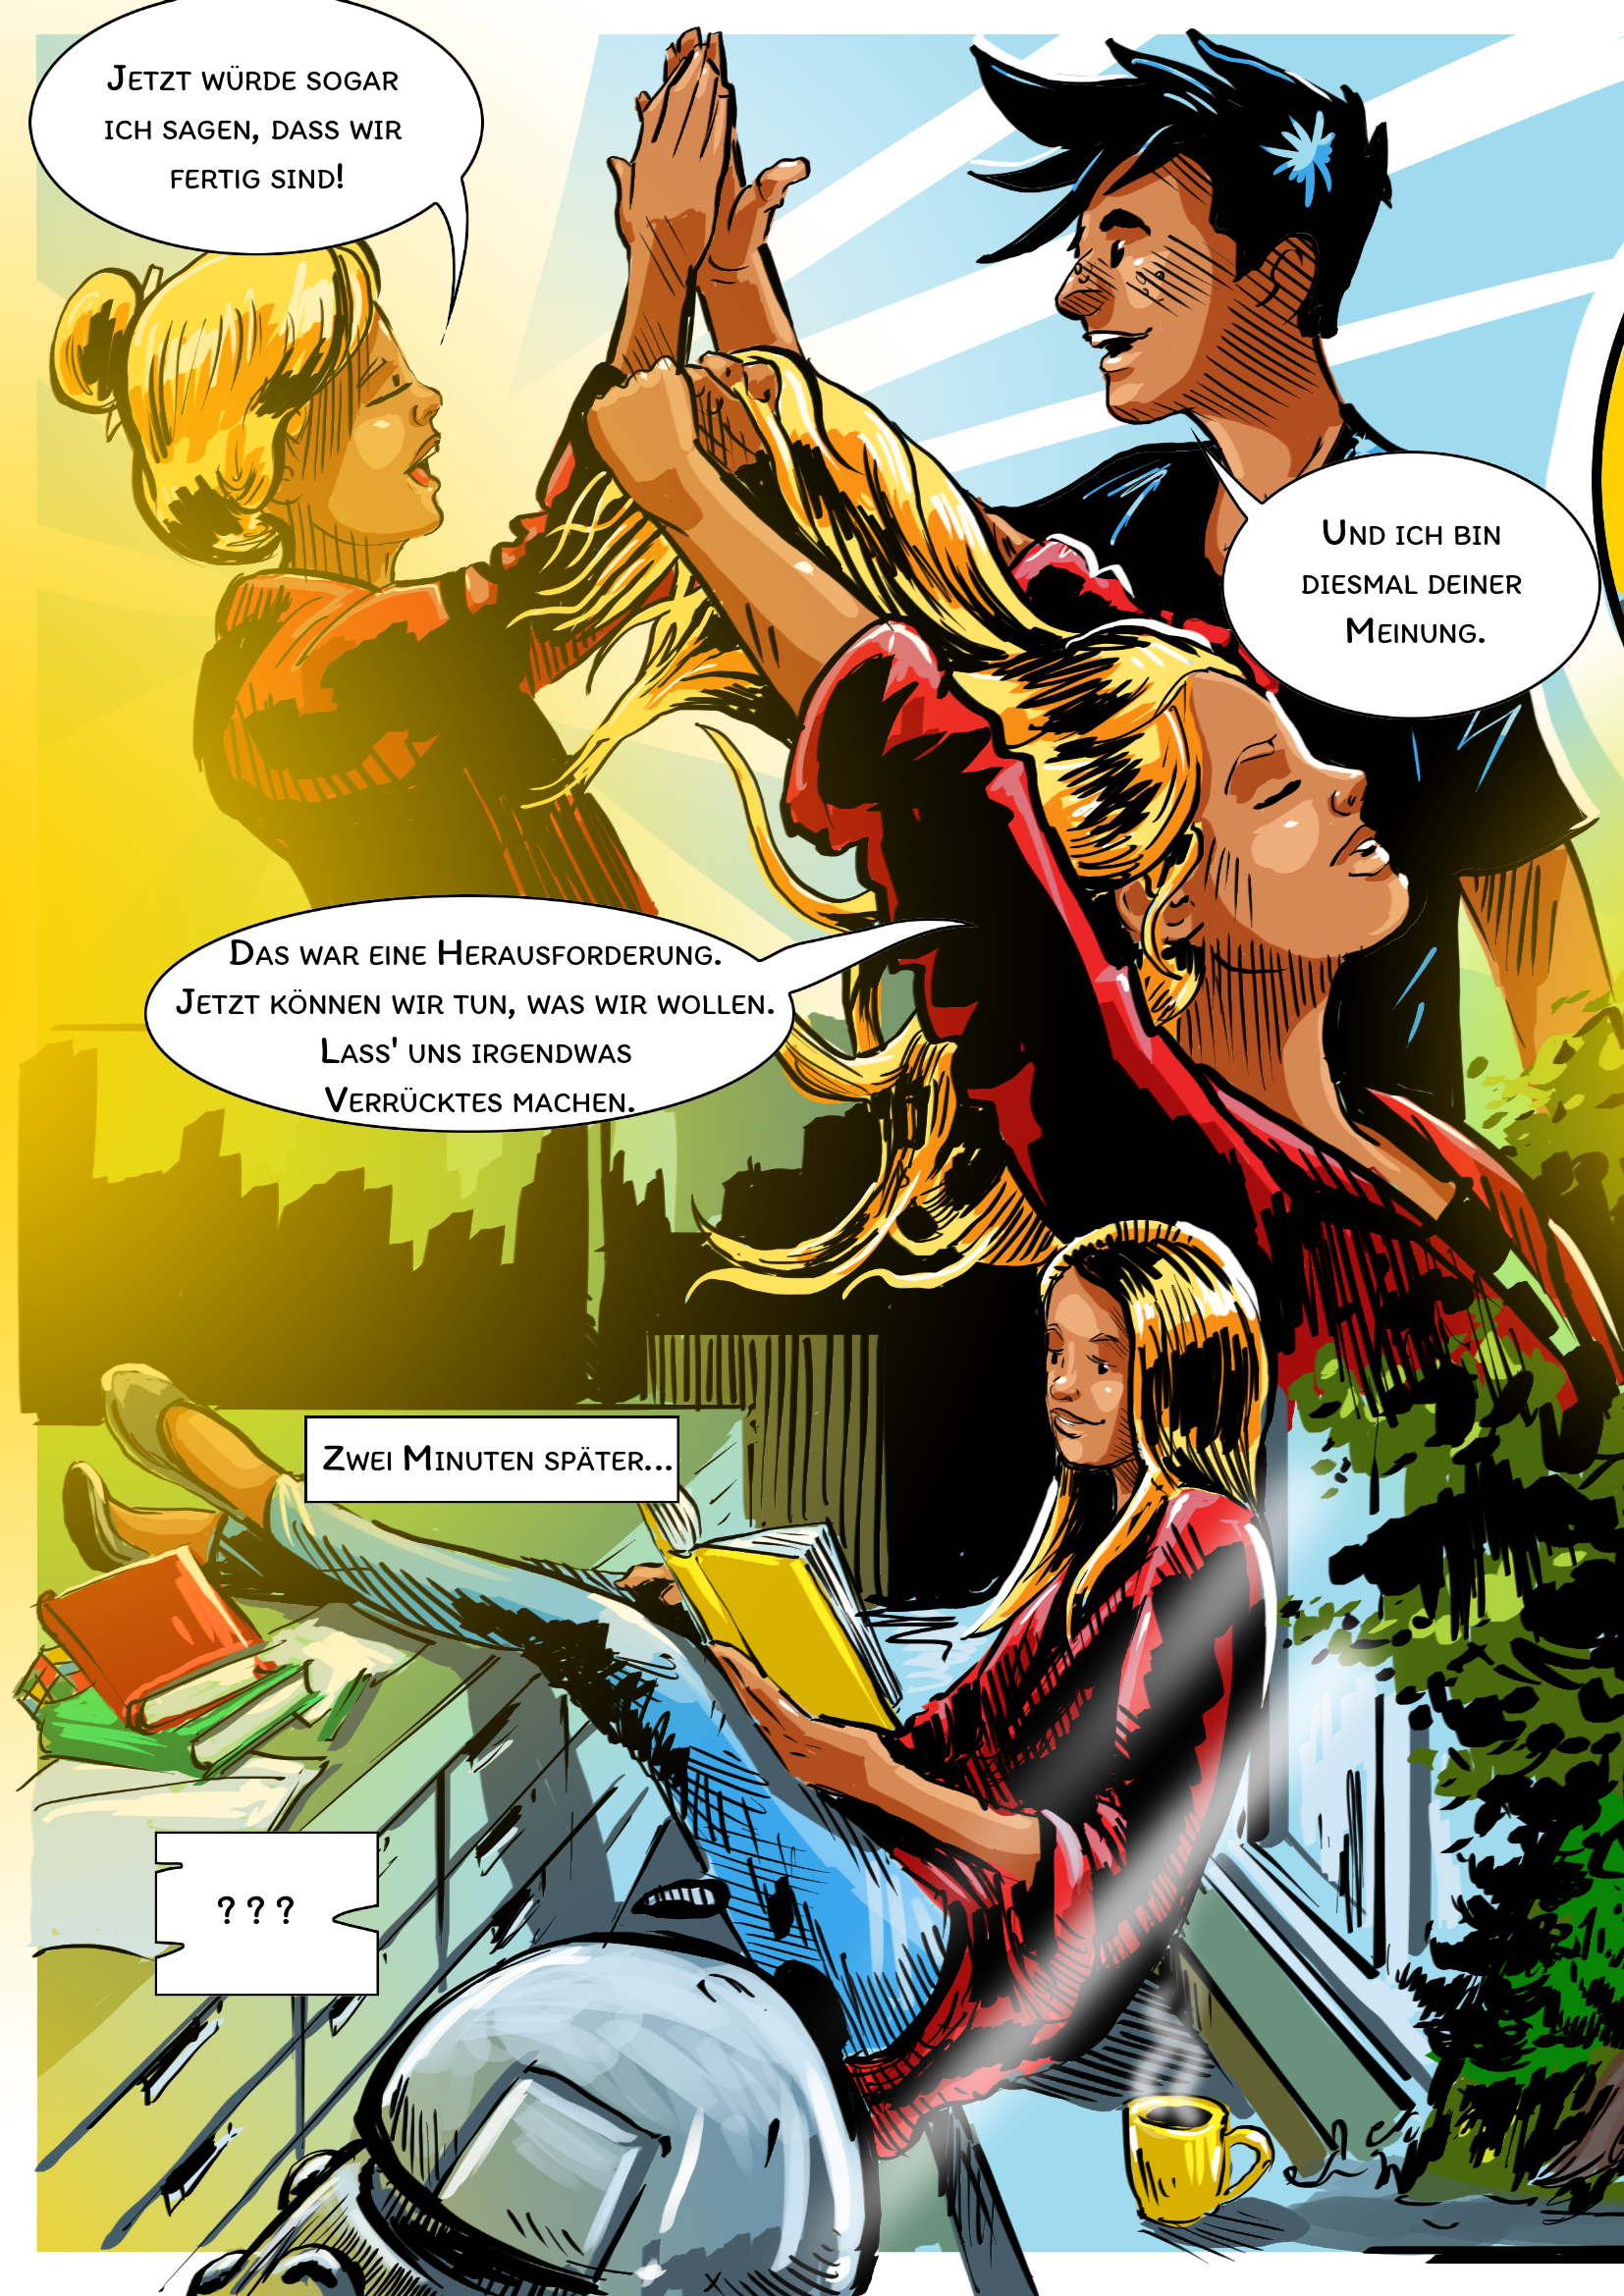 Jetzt würde sogar
ich sagen, dass wir
fertig sind!
Und ich bin
diesmal deiner
Meinung.
Das war eine Herausforderung.
Jetzt können wir tun, was wir wollen.
Lass' uns irgendwas
Verrücktes machen.
Zwei Minuten später...
? ? ?